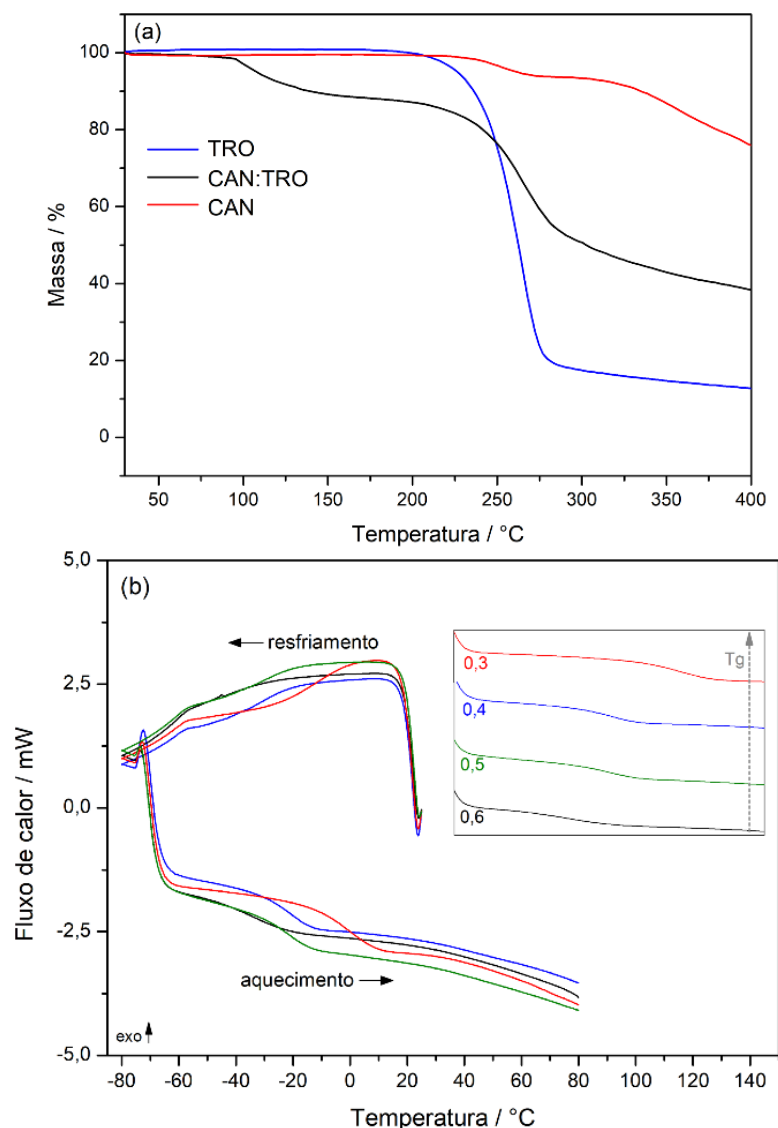 (a)
100
80
60
40
20
0
Massa / %
TRO
CAN:TRO
CAN
50 100 150 200 250 300 350 400
Temperatura / °C
(b)
5,0
2,5
0,0
-2,5
-5,0
Fluxo de calor / mW
resfriamento
0,3
0,4
0,5
0,6
Tg
aquecimento
exo
-80 -60 -40 -20 0 20 40 60 80 100 120 140
Temperatura / °C